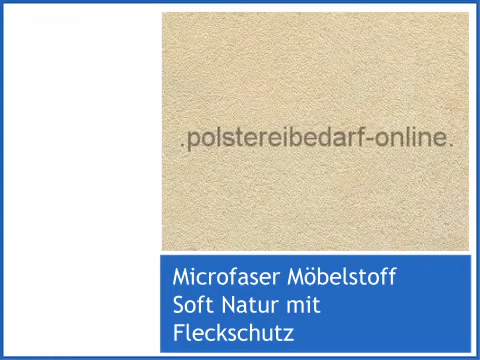 .polstereibedarf-online.
Microfaser Möbelstoff
Soft Natur mit
Fleckschutz